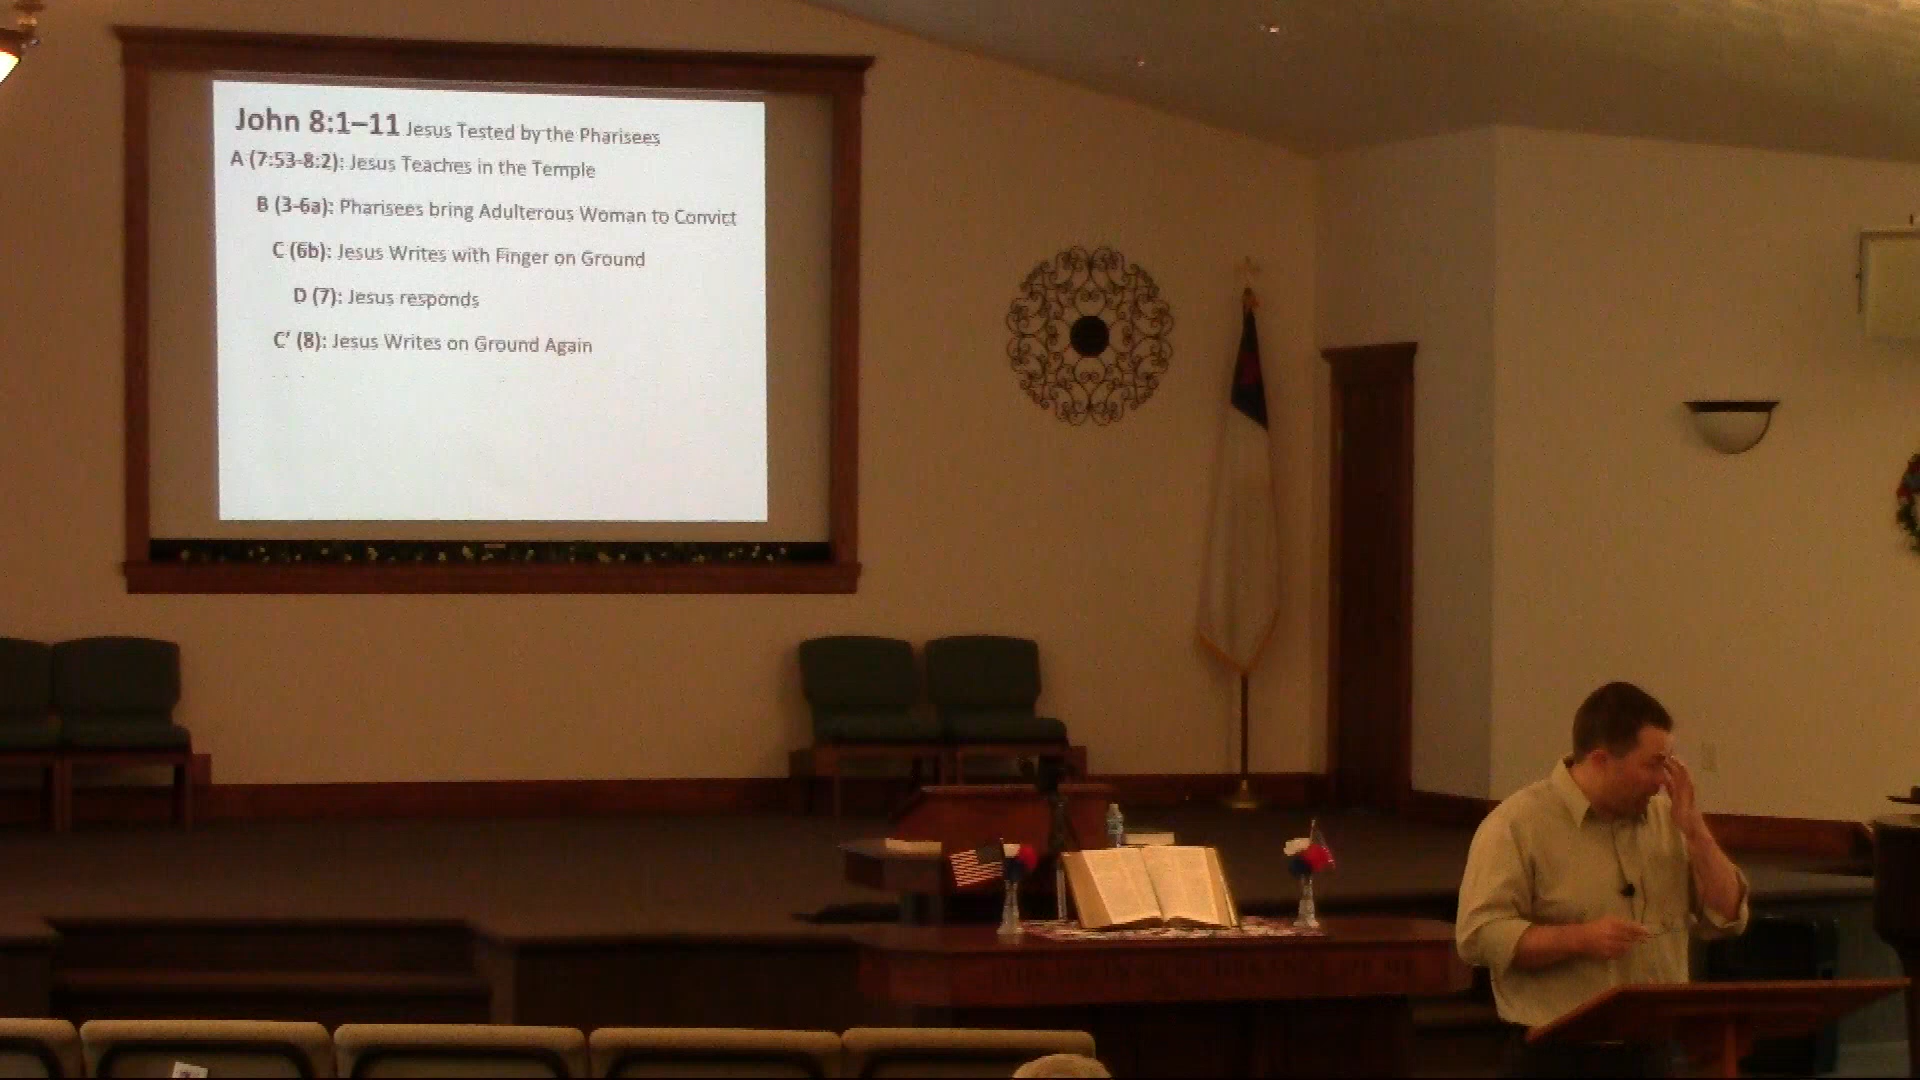 John 8:1–11 Jesus Tested by the Pharisees
A (7:53-8:2): Jesus Teaches in the Temple
B (3-6a): Pharisees bring Adulterous Woman to Convict
C (6b): Jesus Writes with Finger on Ground
D (7): Jesus responds
C’ (8): Jesus Writes on Ground Again